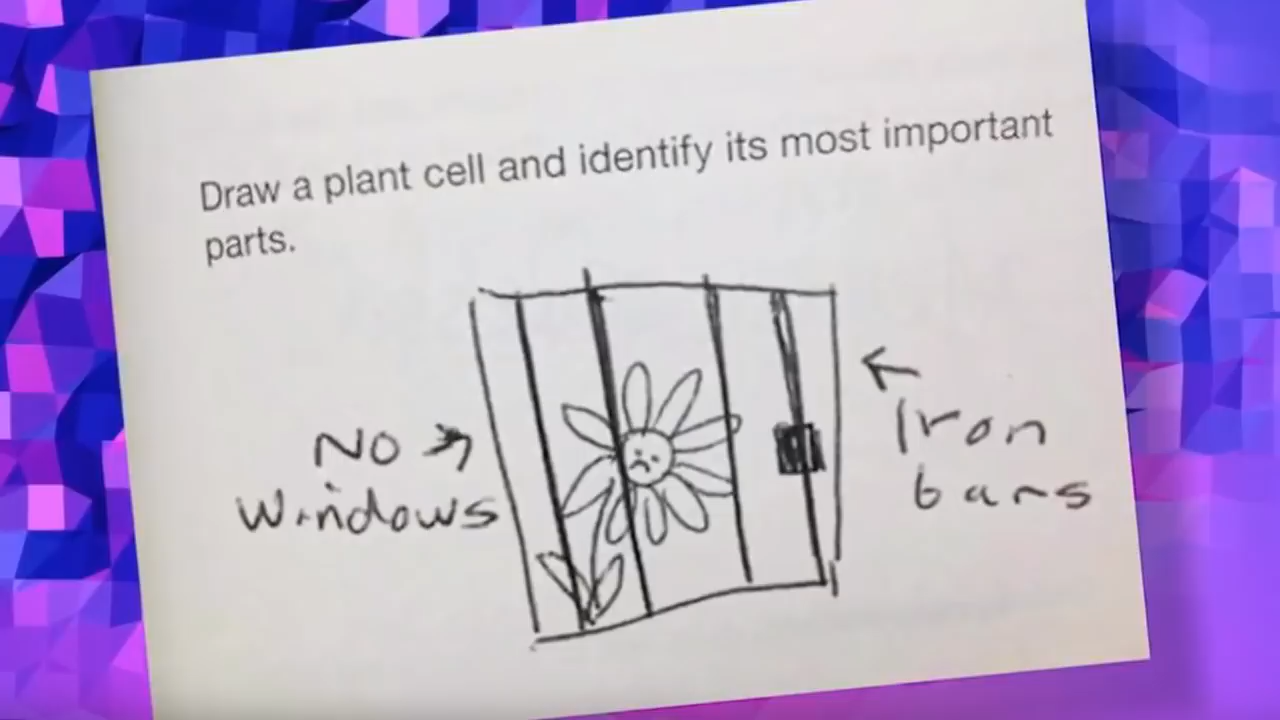 Draw a plant cell and identify its most important
parts.
No
Windows
Iron
bars